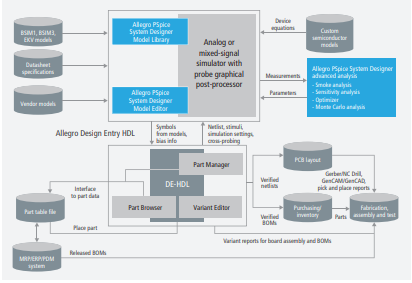 BSIM1, BSIM3,
EKV models
Datasheet
specifications
Vendor models
Allegro PSpice
System Designer
Model Library
Allegro PSpice
System Designer
Model Editor
Analog or
mixed-signal
simulator with
probe graphical
post-processor
Device
equations
Custom
semiconductor
models
Measurements
Parameters
Allegro PSpice System Designer
advanced analysis
- Smoke analysis
- Sensitivity analysis
- Optimizer
- Monte Carlo analysis
Allegro Design Entry HDL
Symbols
from models,
bias info
Netlist, stimuli,
simulation settings,
cross-probing
Part Manager
DE-HDL
Part Browser
Variant Editor
Interface
to part data
Part table file
Place part
MRP/ERP/PDM
system
Released BOMs
Verified
netlists
PCB layout
Gerber/NC Drill,
GenCAM/GenCAD,
pick and place reports
Verified
BOMs
Purchasing/
inventory
Parts
Fabrication,
assembly and test
Variant reports for board assembly and BOMs